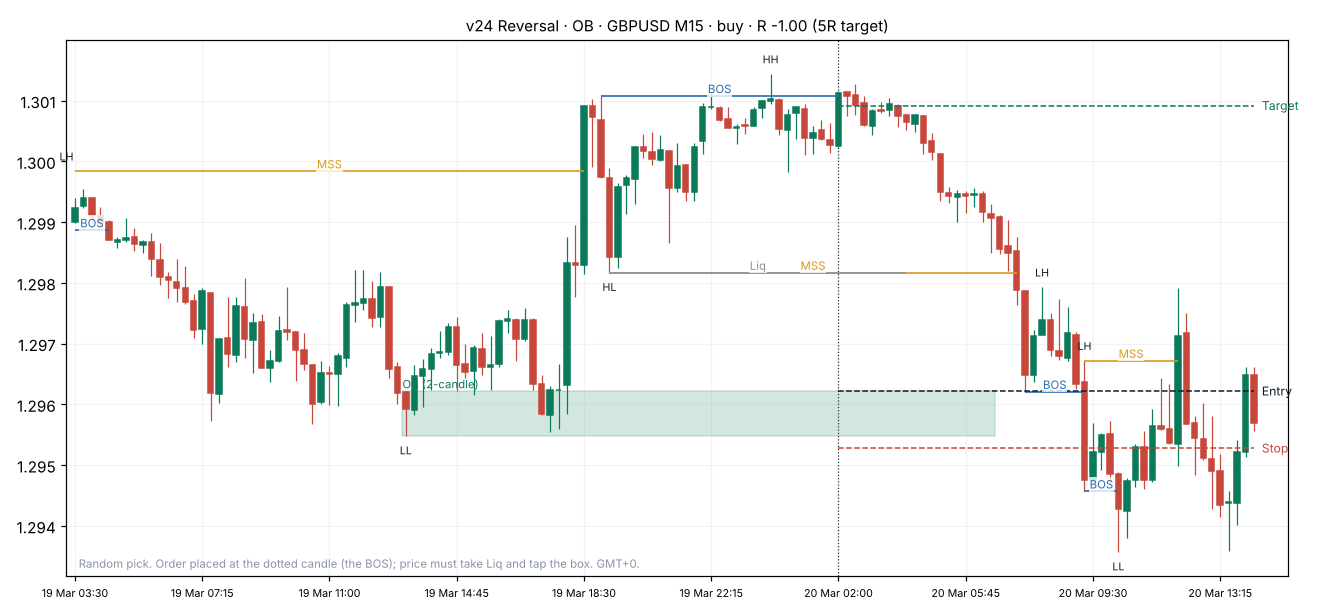 v24 Reversal · OB · GBPUSD M15 · buy · R -1.00 (5R target)
HH
BOS
1.301
Target
LH
1.300
MSS
1.299
BOS
Liq
MSS
LH
1.298
HL
1.297
LH
MSS
(2-candle)
BOS
Entry
1.296
LL
Stop
1.295
BOS
1.294
LL
Random pick. Order placed at the dotted candle (the BOS); price must take Liq and tap the box. GMT+0.
19 Mar 03:30
19 Mar 07:15
19 Mar 11:00
19 Mar 14:45
19 Mar 18:30
19 Mar 22:15
20 Mar 02:00
20 Mar 05:45
20 Mar 09:30
20 Mar 13:15